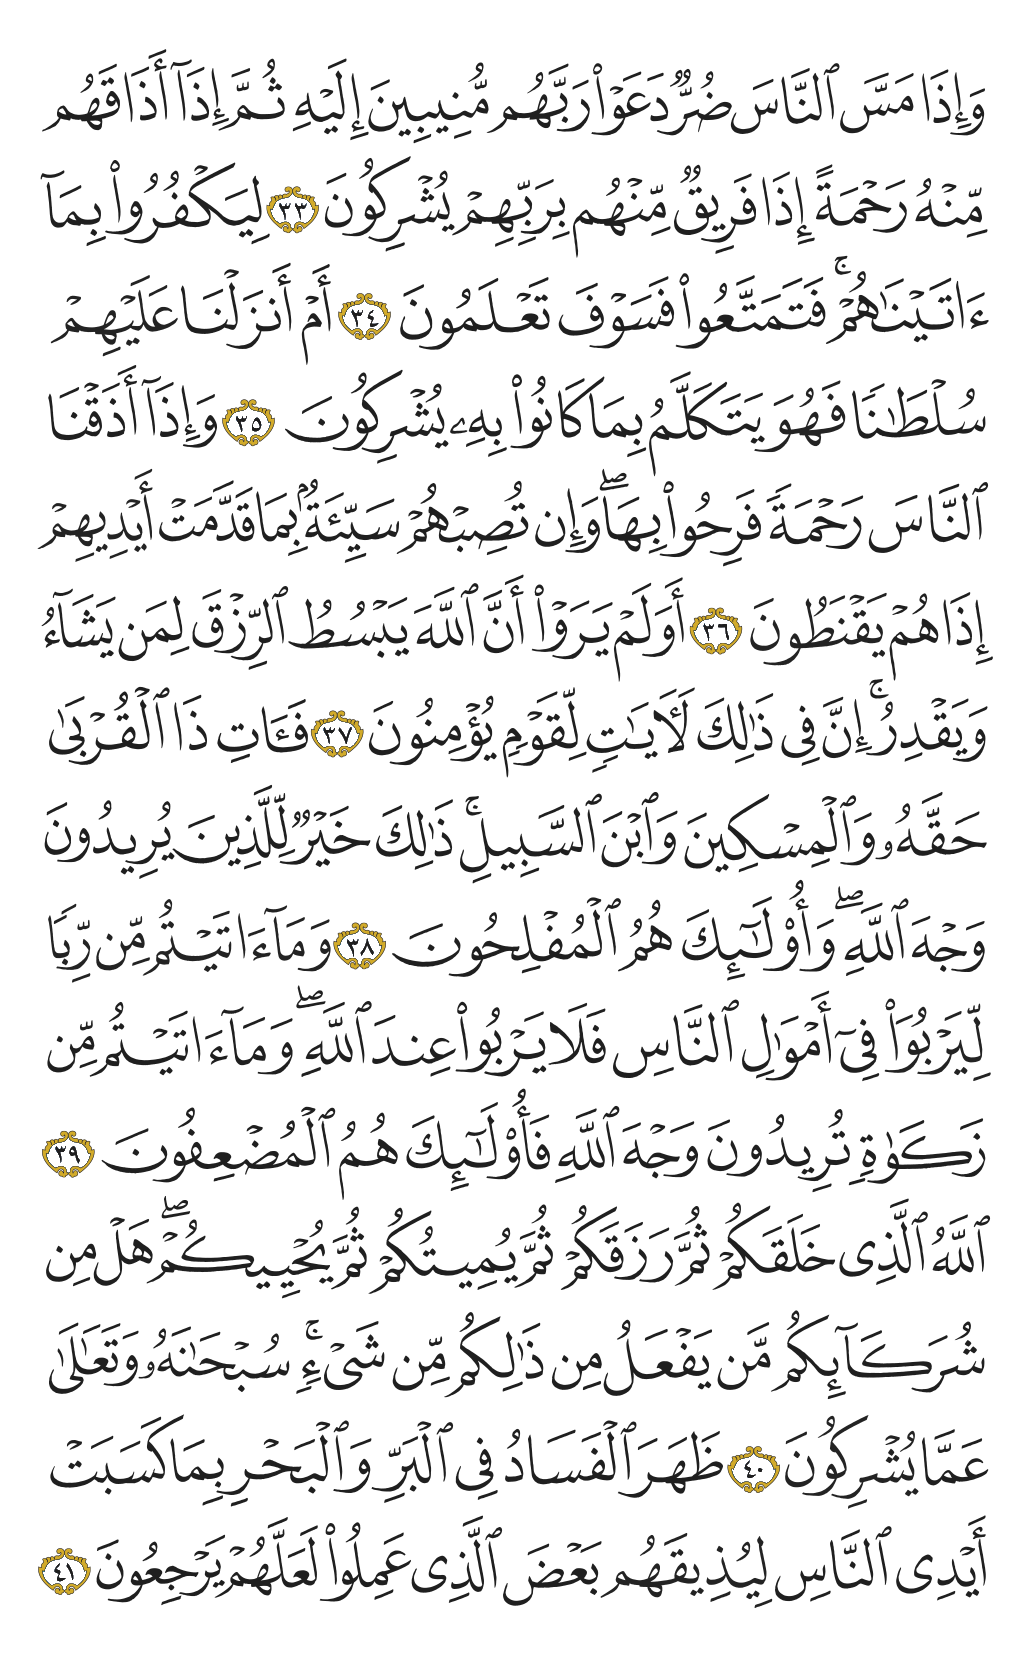 وَإِذَا مَسَّ ٱلنَّاسَ ضُرٌّ دَعَوْا۟ رَبَّهُم مُّنِيبِينَ إِلَيْهِ ثُمَّ إِذَآ أَذَاقَهُم
مِّنْهُ رَحْمَةً إِذَا فَرِيقٌ مِّنْهُم بِرَبِّهِمْ يُشْرِكُونَ ٣٣ لِيَكْفُرُوا۟ بِمَآ
ءَاتَيْنَٰهُمْ ۚ فَتَمَتَّعُوا۟ فَسَوْفَ تَعْلَمُونَ ٣٤ أَمْ أَنزَلْنَا عَلَيْهِمْ
سُلْطَٰنًا فَهُوَ يَتَكَلَّمُ بِمَا كَانُوا۟ بِهِۦ يُشْرِكُونَ ٣٥ وَإِذَآ أَذَقْنَا
ٱلنَّاسَ رَحْمَةً فَرِحُوا۟ بِهَا ۖ وَإِن تُصِبْهُمْ سَيِّئَةٌۢ بِمَا قَدَّمَتْ أَيْدِيهِمْ
إِذَا هُمْ يَقْنَطُونَ ٣٦ أَوَلَمْ يَرَوْا۟ أَنَّ ٱللَّهَ يَبْسُطُ ٱلرِّزْقَ لِمَن يَشَآءُ
وَيَقْدِرُ ۚ إِنَّ فِى ذَٰلِكَ لَـَٔايَٰتٍ لِّقَوْمٍ يُؤْمِنُونَ ٣٧ فَـَٔاتِ ذَا ٱلْقُرْبَىٰ
حَقَّهُۥ وَٱلْمِسْكِينَ وَٱبْنَ ٱلسَّبِيلِ ۚ ذَٰلِكَ خَيْرٌ لِّلَّذِينَ يُرِيدُونَ
وَجْهَ ٱللَّهِ ۖ وَأُو۟لَٰٓئِكَ هُمُ ٱلْمُفْلِحُونَ ٣٨ وَمَآ ءَاتَيْتُم مِّن رِّبًا
لِّيَرْبُوَا۟ فِىٓ أَمْوَٰلِ ٱلنَّاسِ فَلَا يَرْبُوا۟ عِندَ ٱللَّهِ ۖ وَمَآ ءَاتَيْتُم مِّن
زَكَوٰةٍ تُرِيدُونَ وَجْهَ ٱللَّهِ فَأُو۟لَٰٓئِكَ هُمُ ٱلْمُضْعِفُونَ ٣٩
ٱللَّهُ ٱلَّذِى خَلَقَكُمْ ثُمَّ رَزَقَكُمْ ثُمَّ يُمِيتُكُمْ ثُمَّ يُحْيِيكُمْ ۖ هَلْ مِن
شُرَكَآئِكُم مَّن يَفْعَلُ مِن ذَٰلِكُم مِّن شَىْءٍ ۚ سُبْحَٰنَهُۥ وَتَعَٰلَىٰ
عَمَّا يُشْرِكُونَ ٤٠ ظَهَرَ ٱلْفَسَادُ فِى ٱلْبَرِّ وَٱلْبَحْرِ بِمَا كَسَبَتْ
أَيْدِى ٱلنَّاسِ لِيُذِيقَهُم بَعْضَ ٱلَّذِى عَمِلُوا۟ لَعَلَّهُمْ يَرْجِعُونَ ٤١